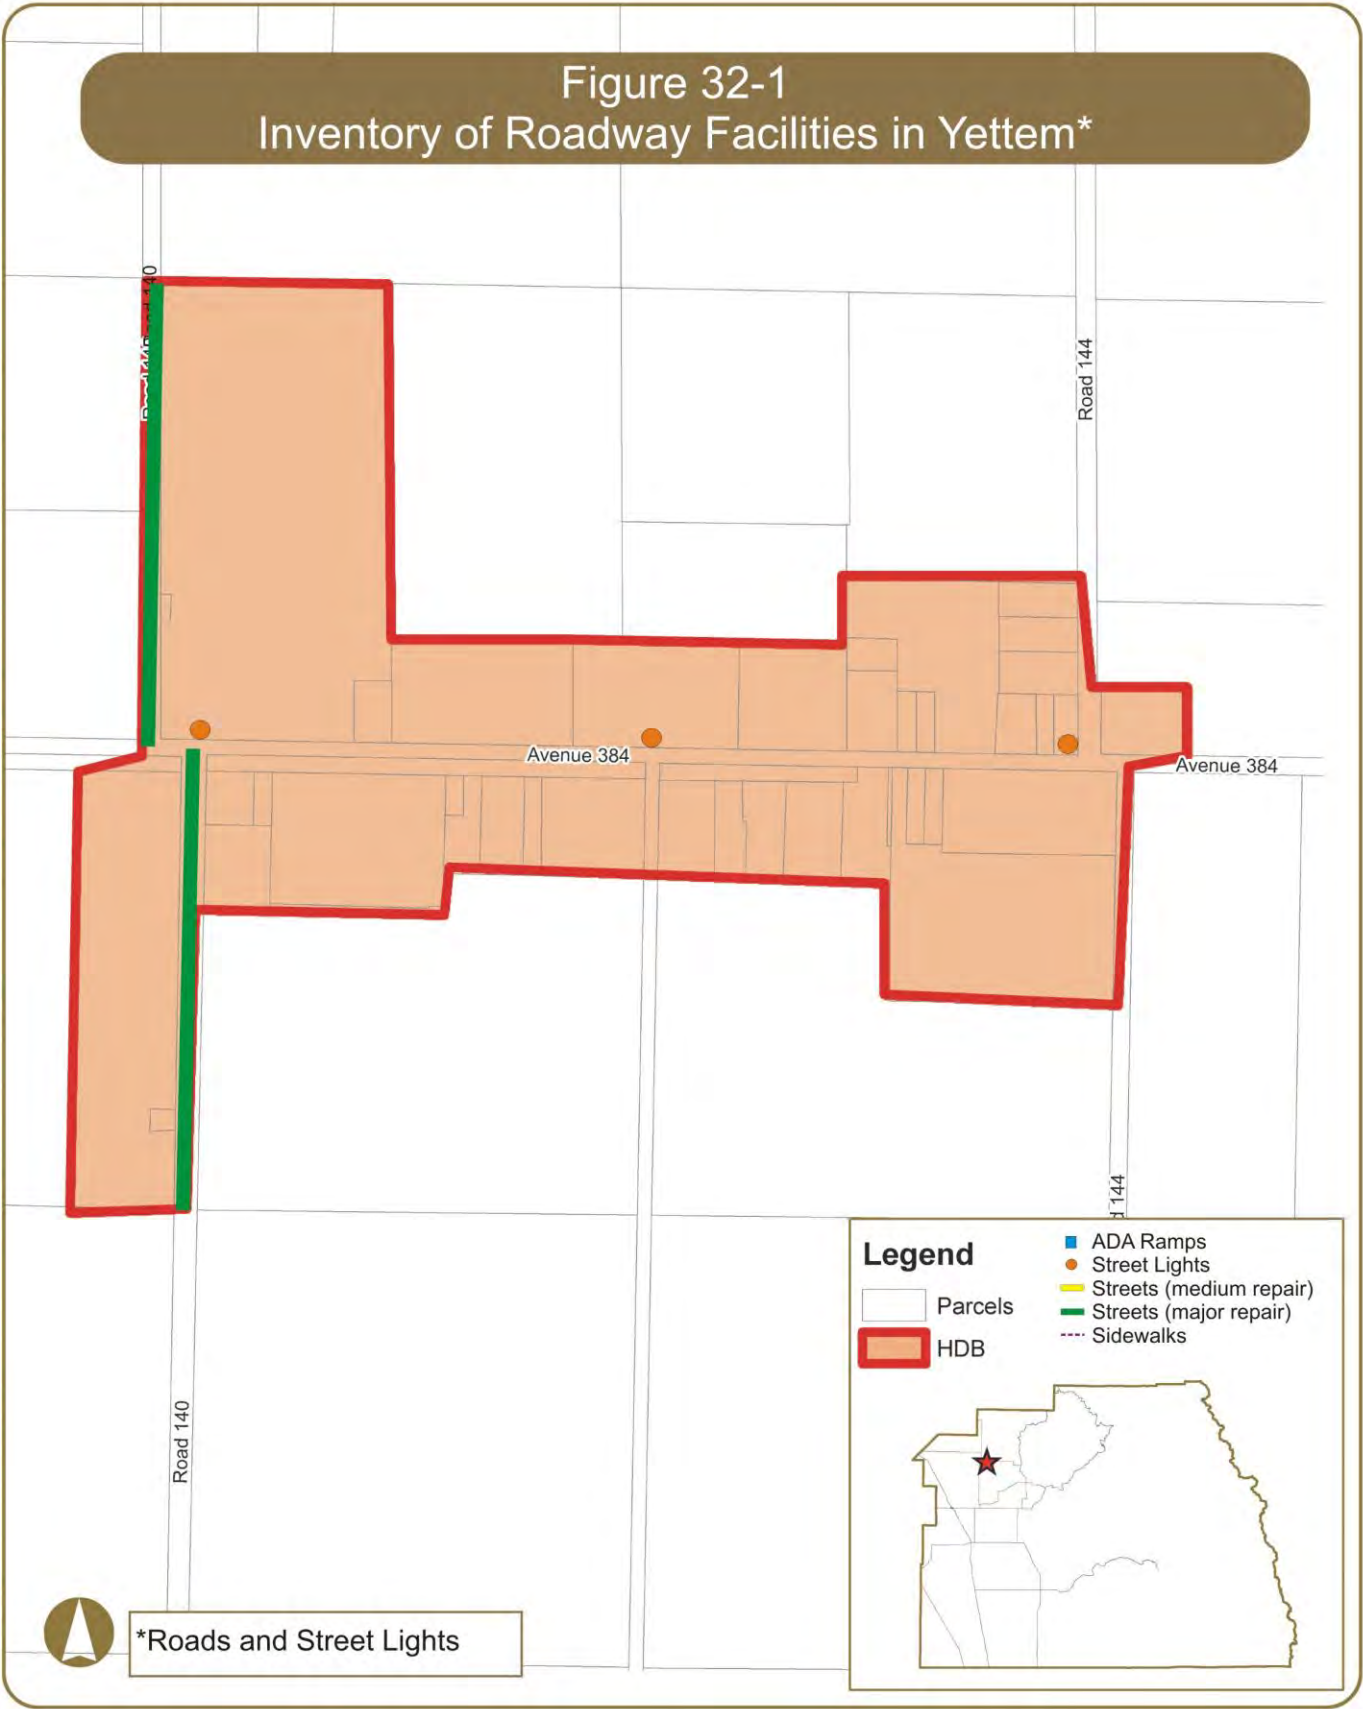 Figure 32-1
Inventory of Roadway Facilities in Yettem*
Road 144
Avenue 384
Avenue 384
Road 140
Legend
Parcels
HDB
ADA Ramps
Street Lights
Streets (medium repair)
Streets (major repair)
Sidewalks
144
*Roads and Street Lights